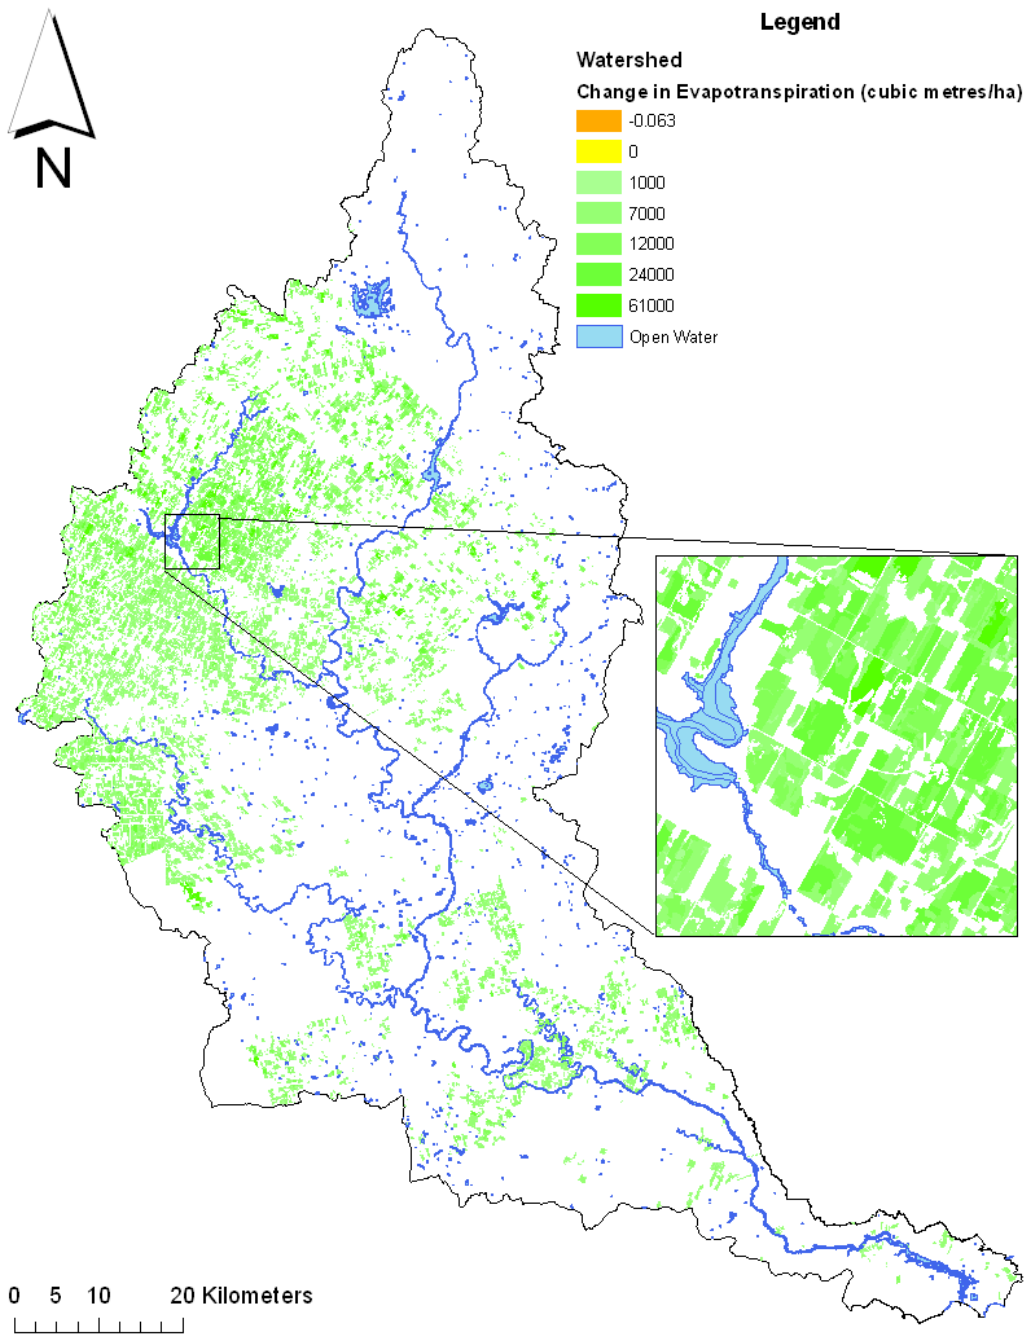 Legend
Watershed
Change in Evapotranspiration (cubic metres/ha)
-0.063
0
1000
7000
12000
24000
61000
Open Water
N
0 5 10 20 Kilometers